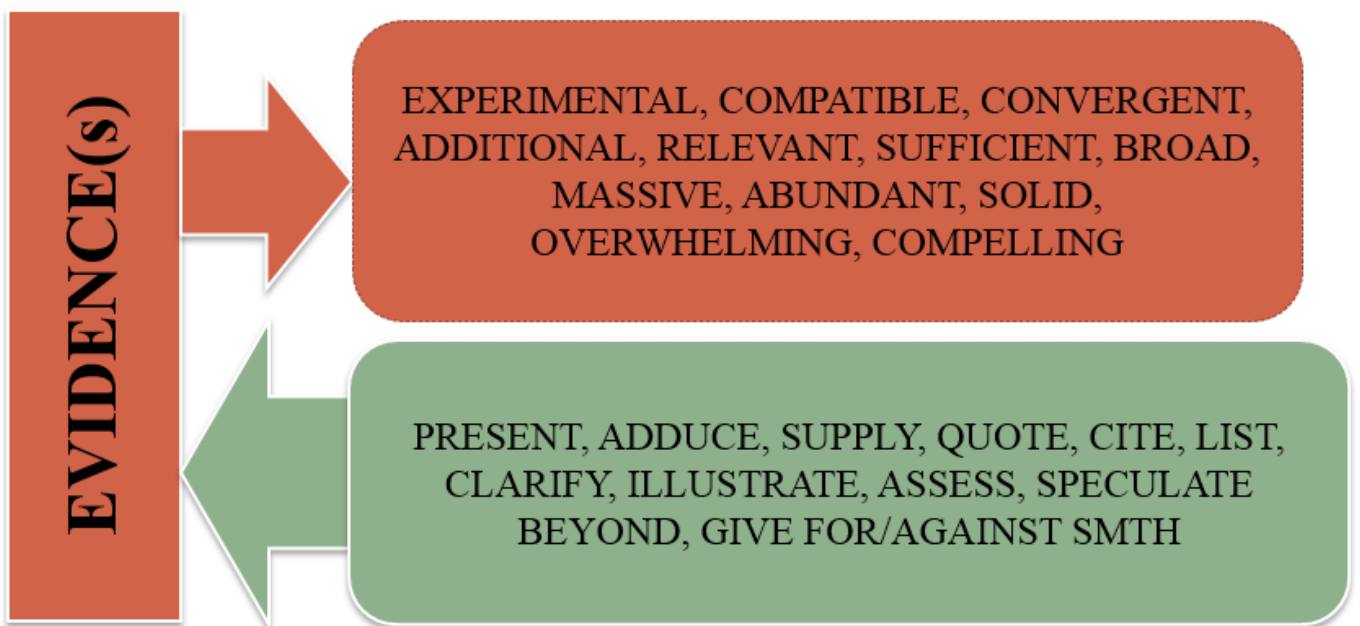 EVIDENCE(s)
EXPERIMENTAL, COMPATIBLE, CONVERGENT,
ADDITIONAL, RELEVANT, SUFFICIENT, BROAD,
MASSIVE, ABUNDANT, SOLID,
OVERWHELMING, COMPELLING
PRESENT, ADDUCE, SUPPLY, QUOTE, CITE, LIST,
CLARIFY, ILLUSTRATE, ASSESS, SPECULATE
BEYOND, GIVE FOR/AGAINST SMTH